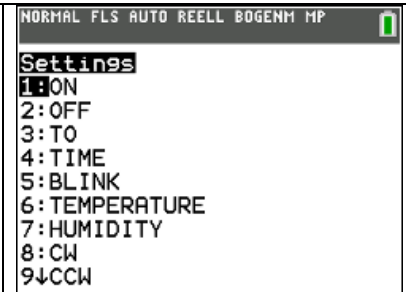 NORMAL FLS AUTO REELL BOGENM MP
Settings
1:ON
2:OFF
3:TO
4:TIME
5:BLINK
6:TEMPERATURE
7:HUMIDITY
8:CW
9↓CCW